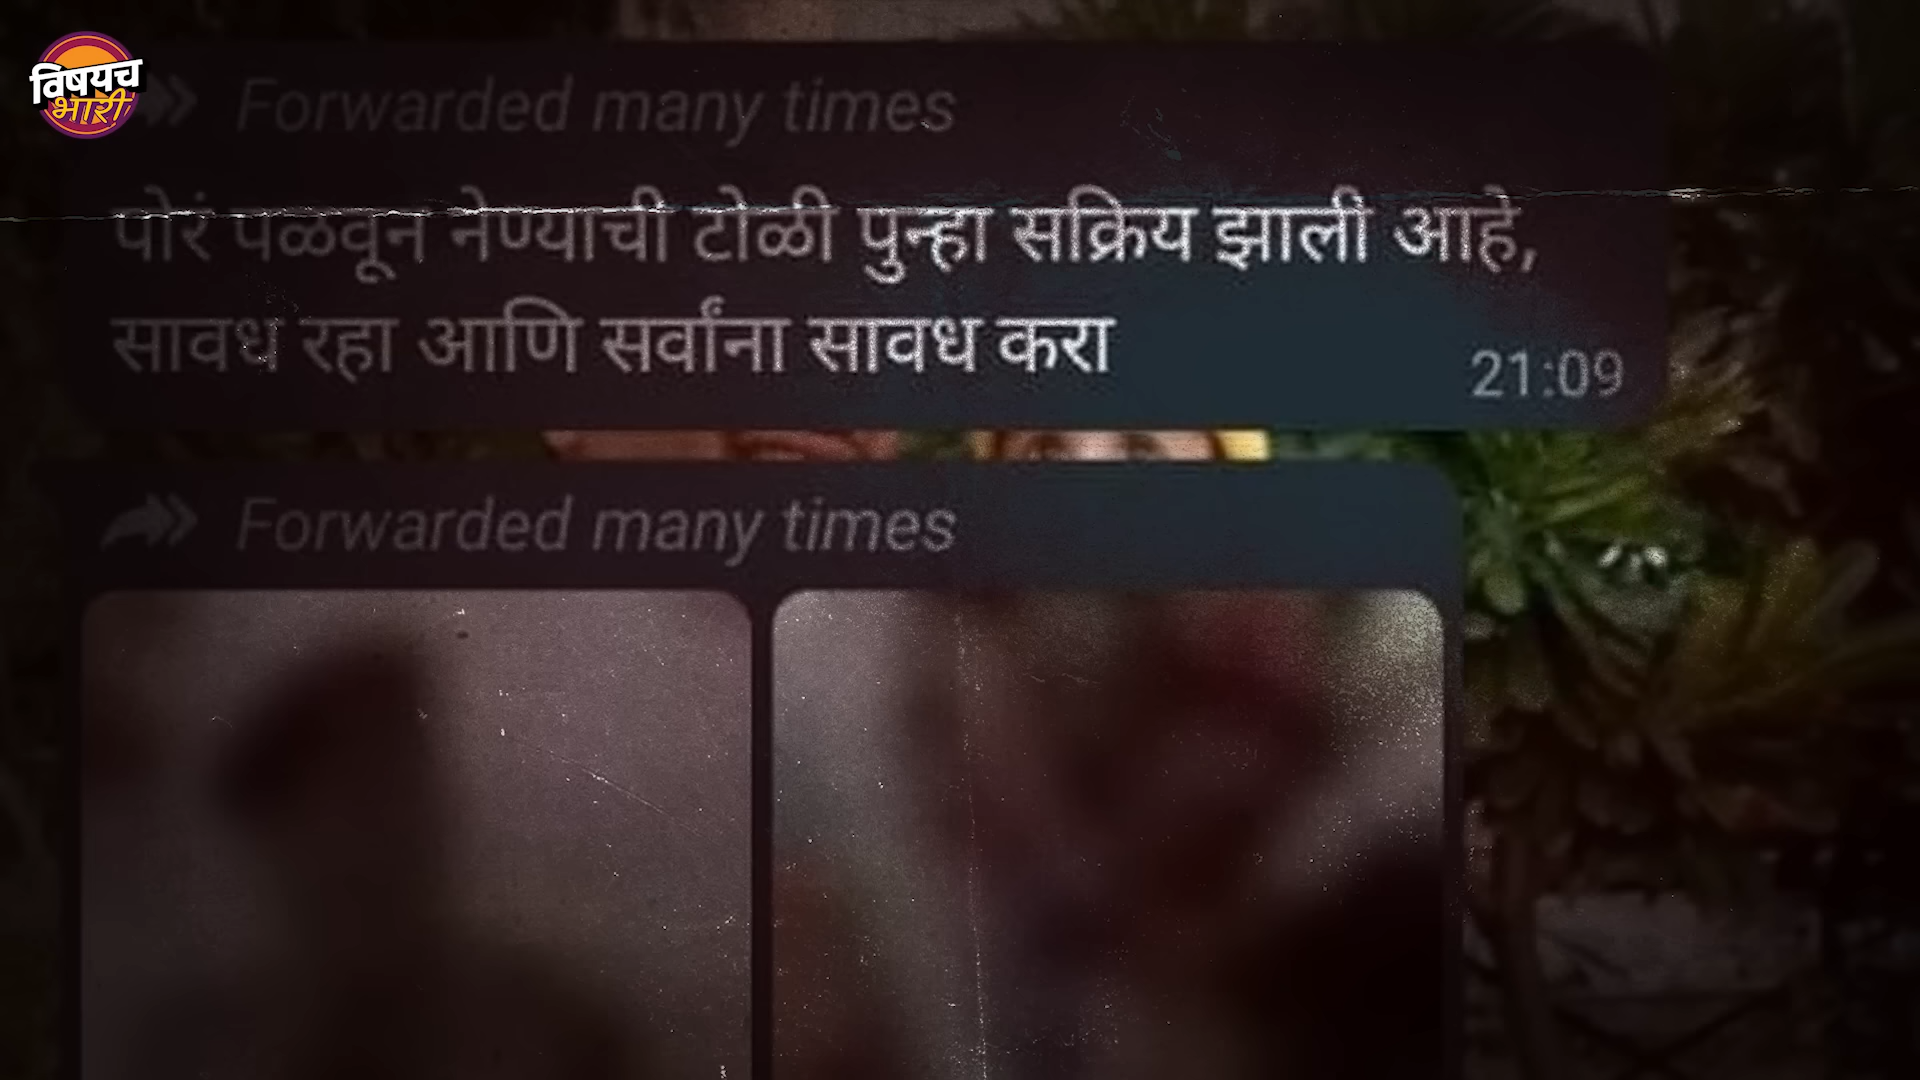 विषयच
भारी
Forwarded many times
पोरं पळवून नेण्याची टोळी पुन्हा सक्रिय झाली आहे,
सावध रहा आणि सर्वांना सावध करा
21:09
Forwarded many times